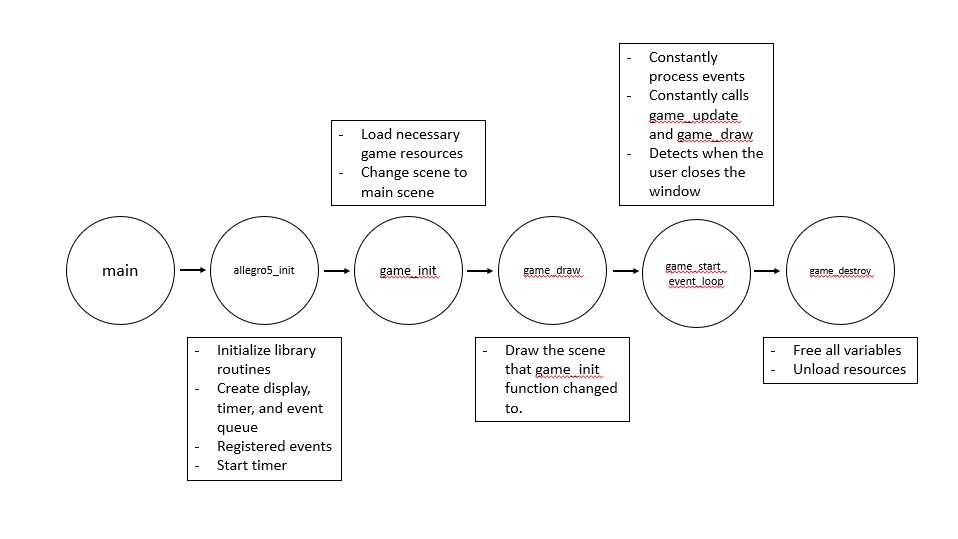 - Constantly
process events
- Constantly calls
game_update
and game_draw
- Detects when the
user closes the
window
- Load necessary
game resources
- Change scene to
main scene
main
allegro5_init
game_init
game_draw
game_start_
event_loop
game_destroy
- Initialize library
routines
- Create display,
timer, and event
queue
- Registered events
- Start timer
- Draw the scene
that game_init
function changed
to.
- Free all variables
- Unload resources